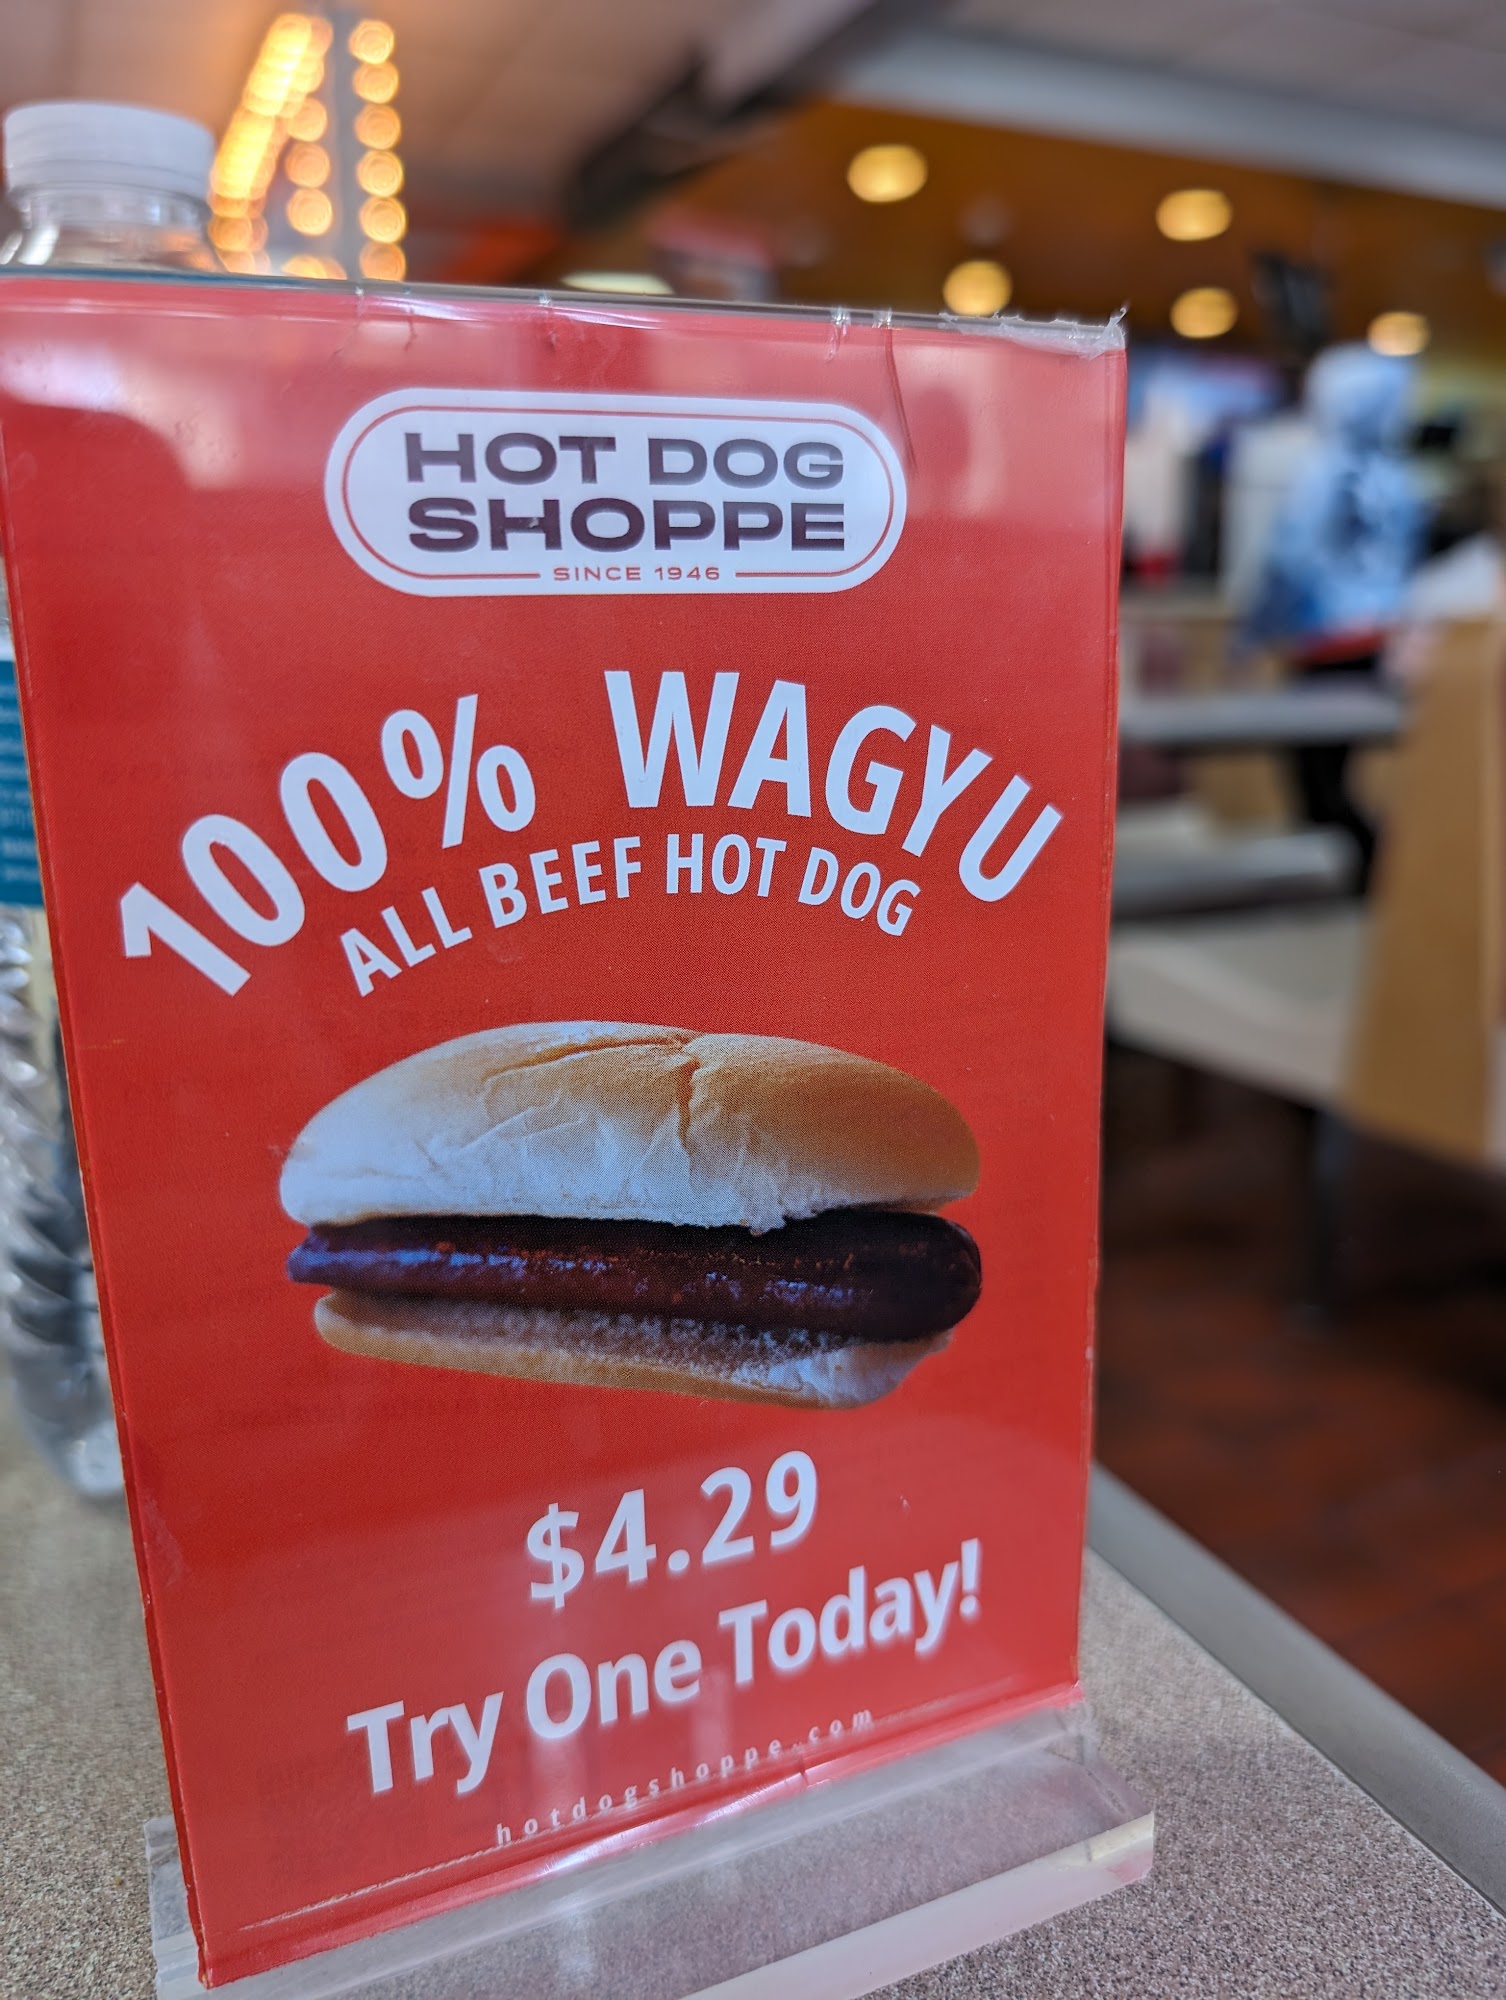 HOT DOG
SHOPPE
SINCE 1946
100% WAGYU
ALL BEEF HOT DOG
$4.29
Try One Today!
hotdogshoppe.com